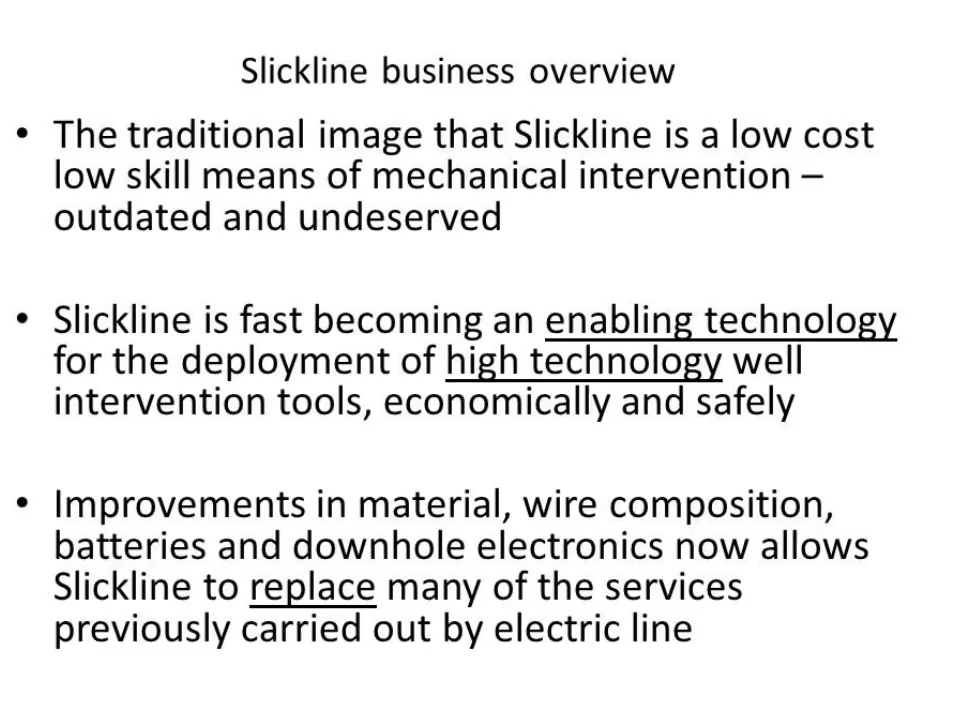 Slickline business overview
• The traditional image that Slickline is a low cost
low skill means of mechanical intervention –
outdated and undeserved
• Slickline is fast becoming an enabling technology
for the deployment of high technology well
intervention tools, economically and safely
• Improvements in material, wire composition,
batteries and downhole electronics now allows
Slickline to replace many of the services
previously carried out by electric line